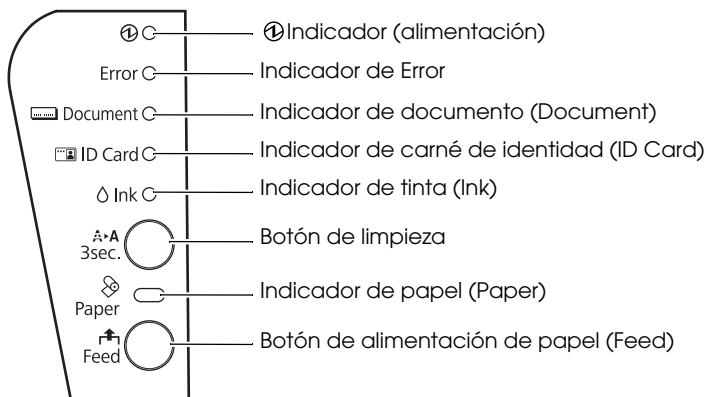 Indicador (alimentación)
Error Indicador de Error
Document Indicador de documento (Document)
ID Card Indicador de carné de identidad (ID Card)
Ink Indicador de tinta (Ink)
A▸A
3sec. Botón de limpieza
Paper Indicador de papel (Paper)
Feed Botón de alimentación de papel (Feed)